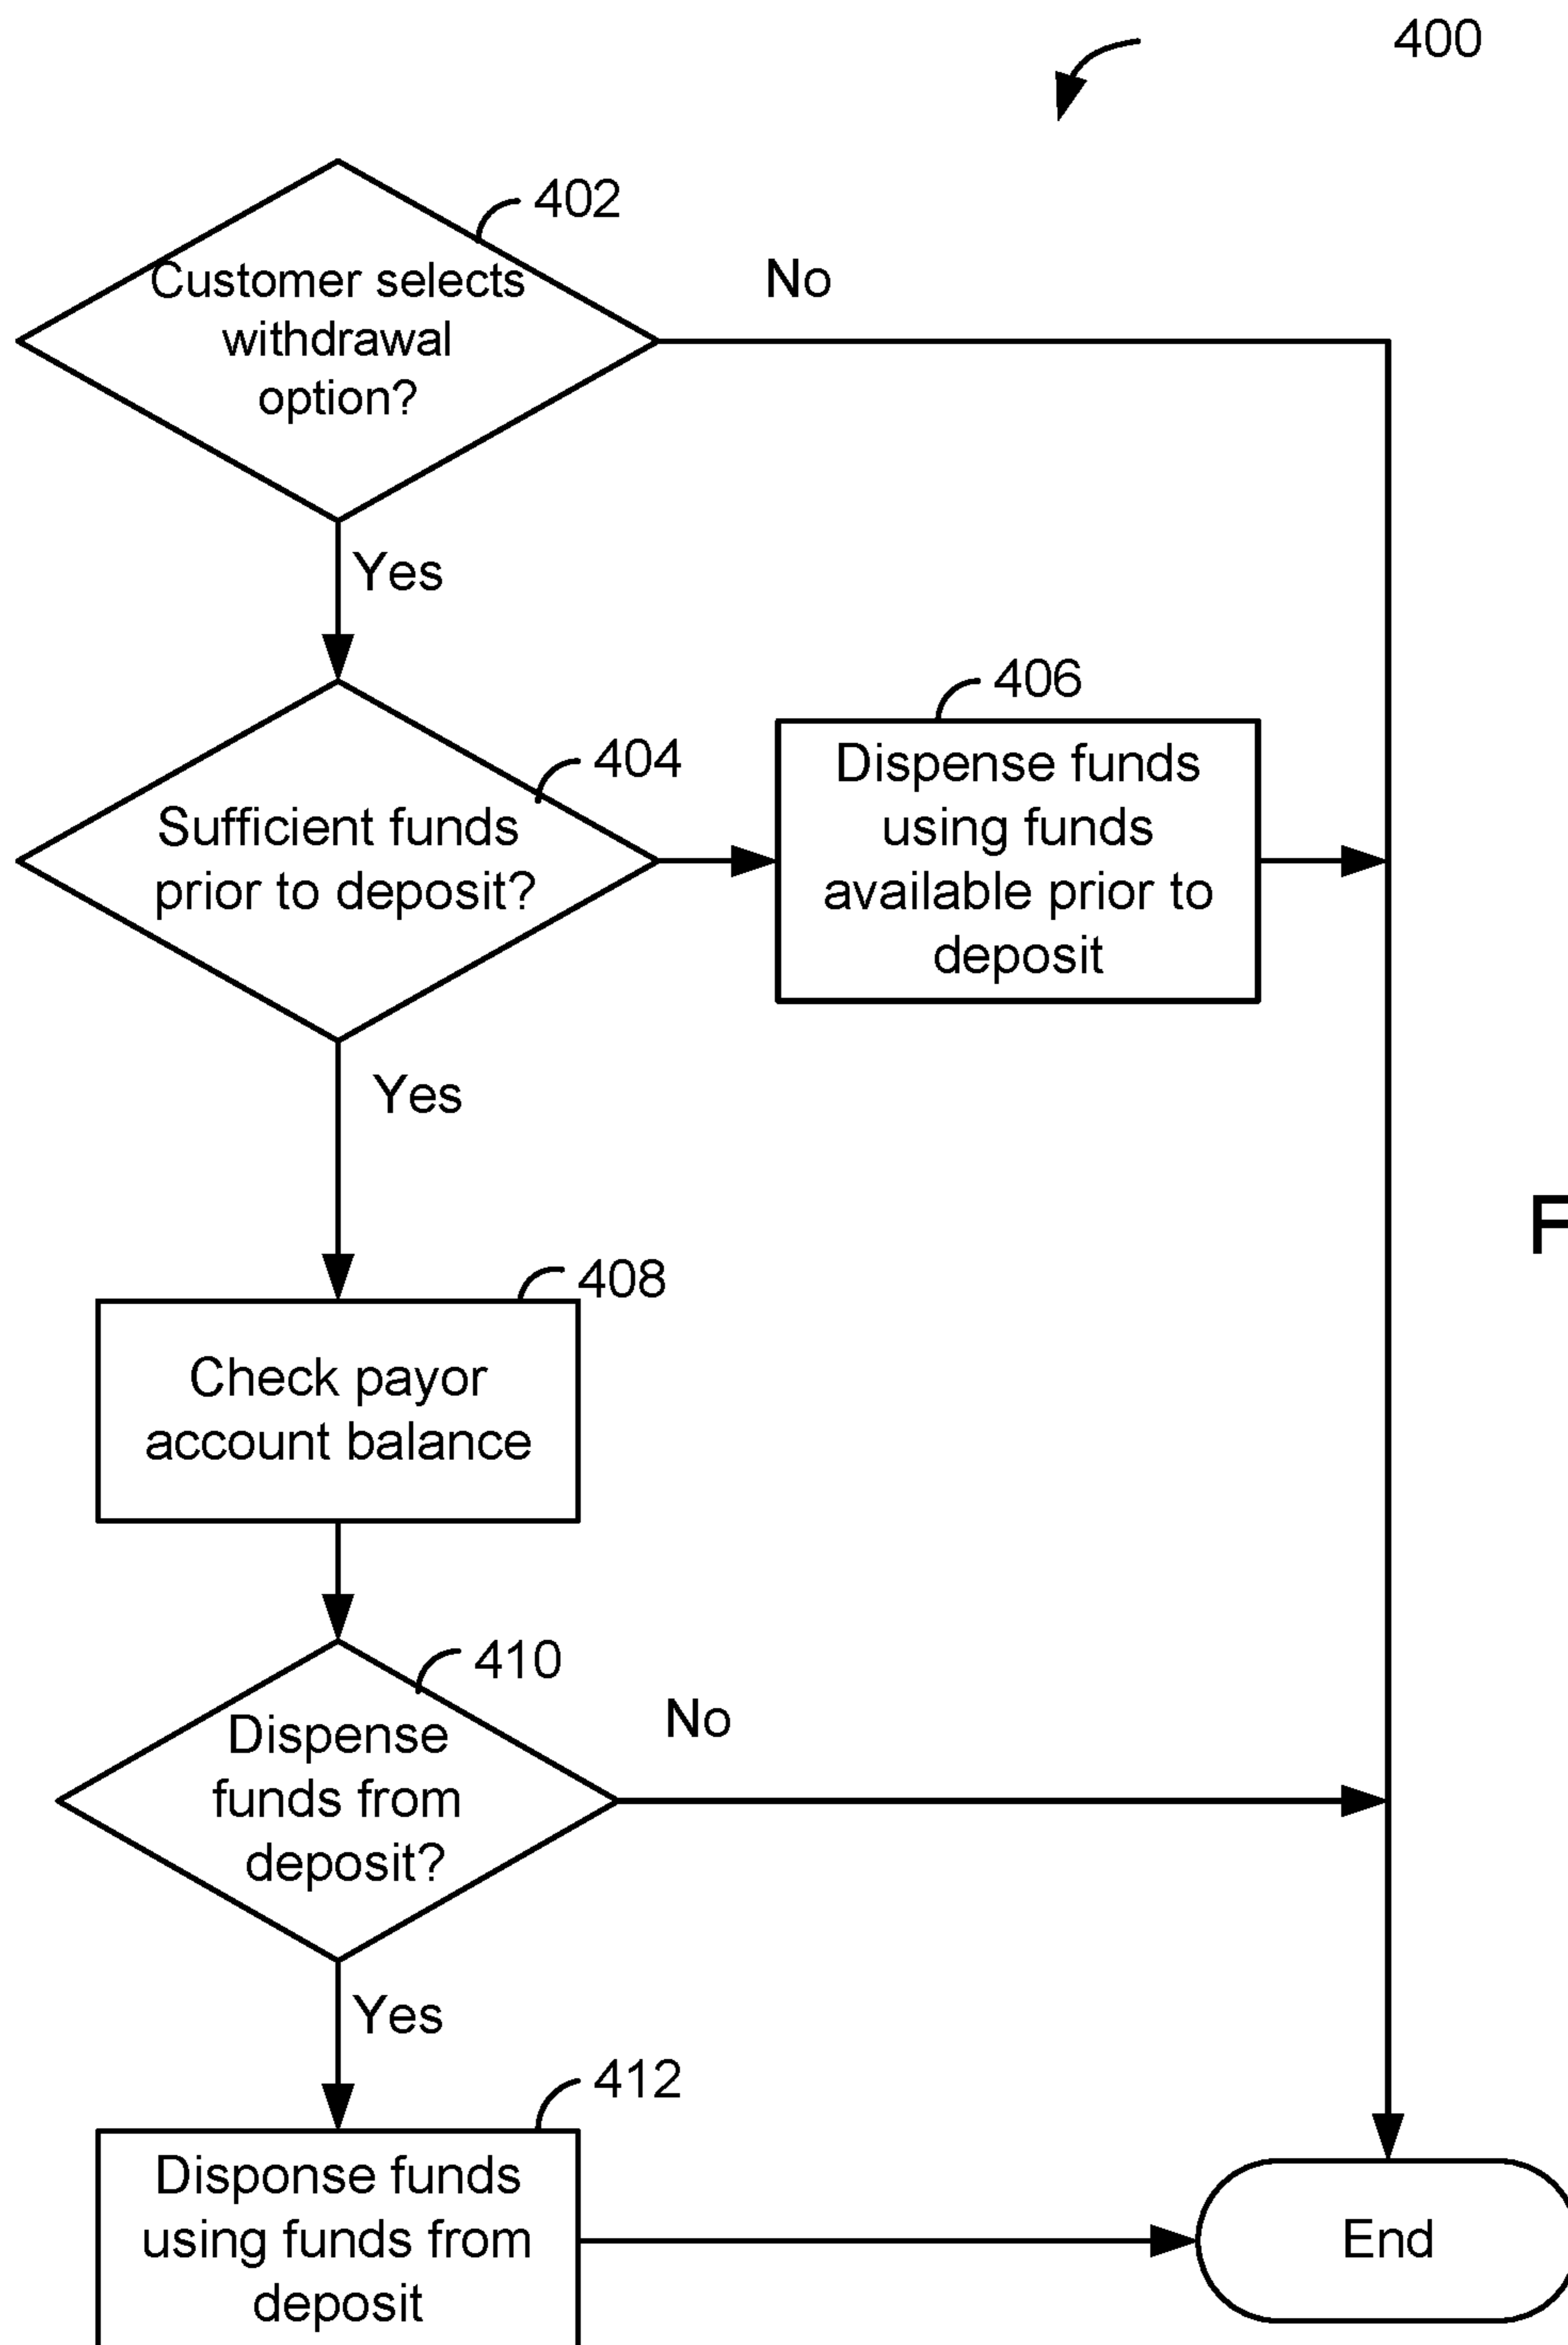 400
402
Customer selects
withdrawal
option?
No
Yes
404
Sufficient funds
prior to deposit?
406
Dispense funds
using funds
available prior to
deposit
Yes
F
408
Check payor
account balance
410
Dispense
funds from
deposit?
No
Yes
412
Disponse funds
using funds from
deposit
End